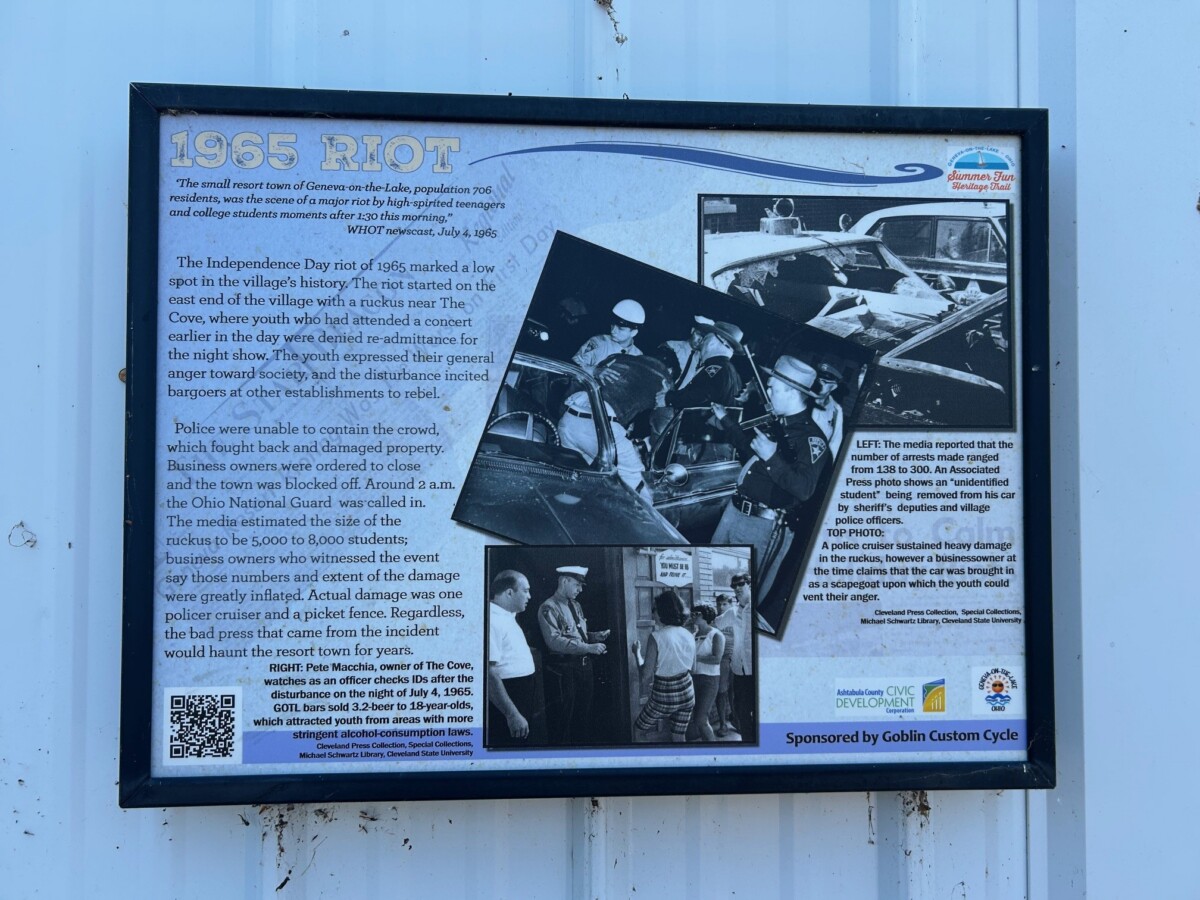 1965 RIOT
"The small resort town of Geneva-on-the-Lake, population 706
residents, was the scene of a major riot by high-spirited teenagers
and college students moments after 1:30 this morning,"
WHOT newscast, July 4, 1965
GENEVA-ON-THE-LAKE, OHIO
Summer Fun
Heritage Trail
The Independence Day riot of 1965 marked a low
spot in the village's history. The riot started on the
east end of the village with a ruckus near The
Cove, where youth who had attended a concert
earlier in the day were denied re-admittance for
the night show. The youth expressed their general
anger toward society, and the disturbance incited
bargoers at other establishments to rebel.
Police were unable to contain the crowd,
which fought back and damaged property.
Business owners were ordered to close
and the town was blocked off. Around 2 a.m.
the Ohio National Guard was called in.
The media estimated the size of the
ruckus to be 5,000 to 8,000 students;
business owners who witnessed the event
say those numbers and extent of the damage
were greatly inflated. Actual damage was one
policer cruiser and a picket fence. Regardless,
the bad press that came from the incident
would haunt the resort town for years.
RIGHT: Pete Macchia, owner of The Cove,
watches as an officer checks IDs after the
disturbance on the night of July 4, 1965.
GOTL bars sold 3.2-beer to 18-year-olds,
which attracted youth from areas with more
stringent alcohol-consumption laws.
Cleveland Press Collection, Special Collections,
Michael Schwartz Library, Cleveland State University
YOU MUST BE 18
LEFT: The media reported that the
number of arrests made ranged
from 138 to 300. An Associated
Press photo shows an "unidentified
student" being removed from his car
by sheriff's deputies and village
police officers.
TOP PHOTO:
A police cruiser sustained heavy damage
in the ruckus, however a businessowner at
the time claims that the car was brought in
as a scapegoat upon which the youth could
vent their anger.
Cleveland Press Collection, Special Collections,
Michael Schwartz Library, Cleveland State University
Ashtabula County CIVIC
DEVELOPMENT
Corporation
GENEVA-ON-THE-LAKE
OHIO
Sponsored by Goblin Custom Cycle